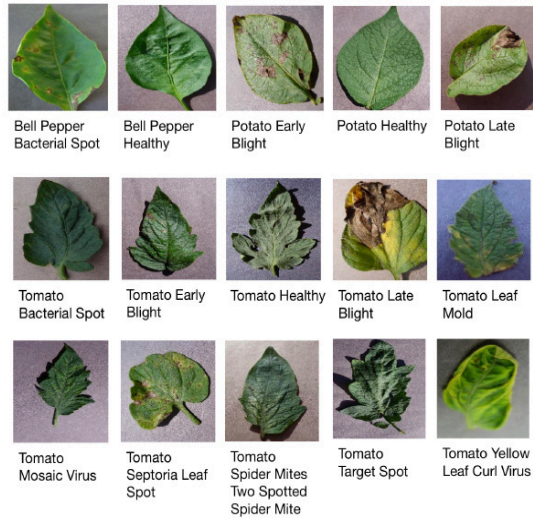 Bell Pepper
Bacterial Spot
Bell Pepper
Healthy
Potato Early
Blight
Potato Healthy
Potato Late
Blight
Tomato
Bacterial Spot
Tomato Early
Blight
Tomato Healthy
Tomato Late
Blight
Tomato Leaf
Mold
Tomato
Mosaic Virus
Tomato
Septoria Leaf
Spot
Tomato
Spider Mites
Two Spotted
Spider Mite
Tomato
Target Spot
Tomato Yellow
Leaf Curl Virus